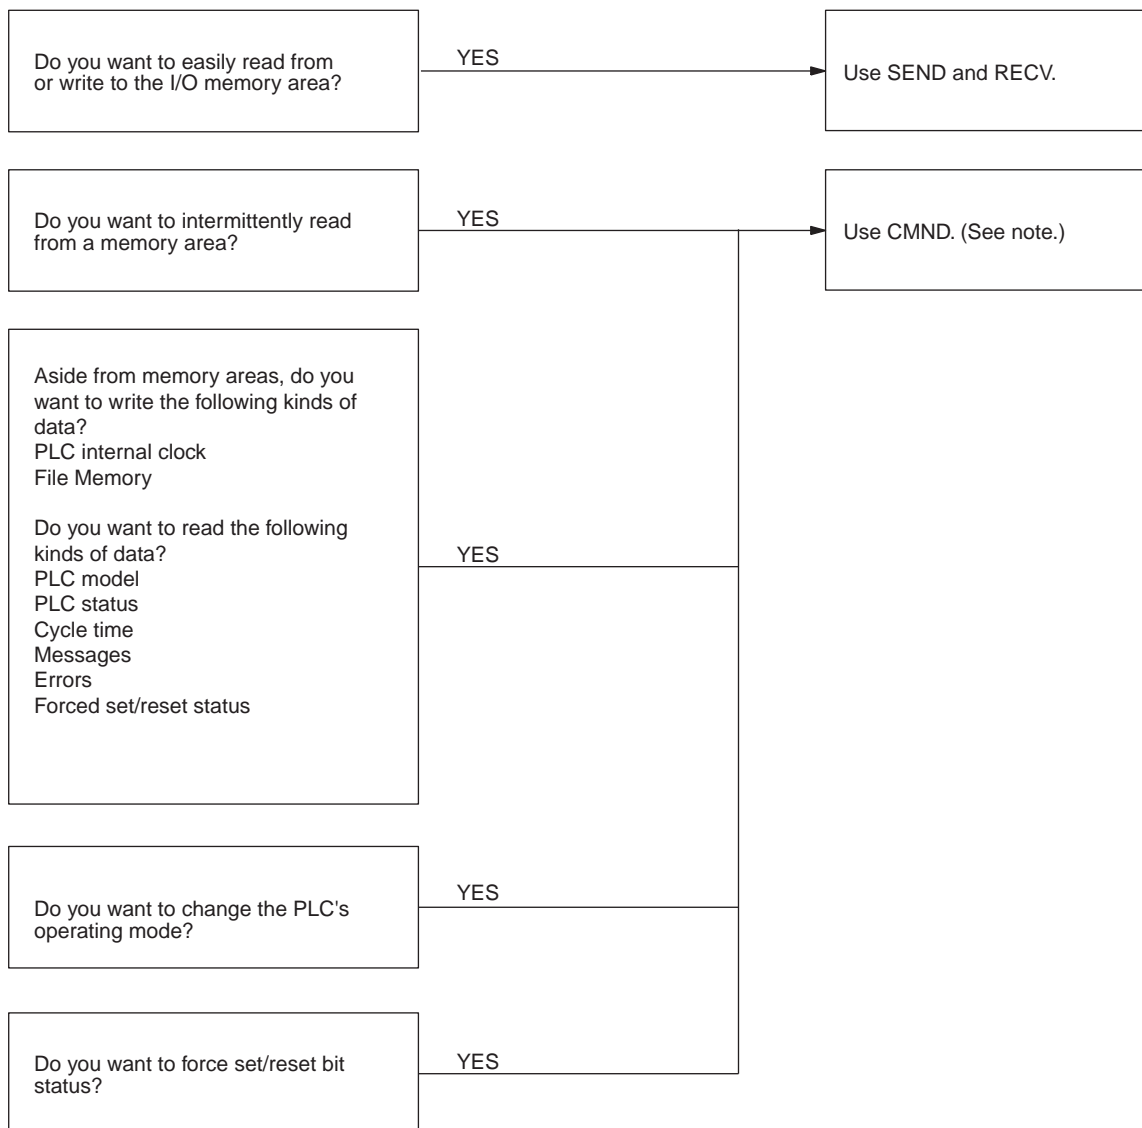 Do you want to easily read from
or write to the I/O memory area?
YES
Use SEND and RECV.
Do you want to intermittently read
from a memory area?
YES
Use CMND. (See note.)
Aside from memory areas, do you
want to write the following kinds of
data?
PLC internal clock
File Memory
Do you want to read the following
kinds of data?
PLC model
PLC status
Cycle time
Messages
Errors
Forced set/reset status
YES
Do you want to change the PLC's
operating mode?
YES
Do you want to force set/reset bit
status?
YES